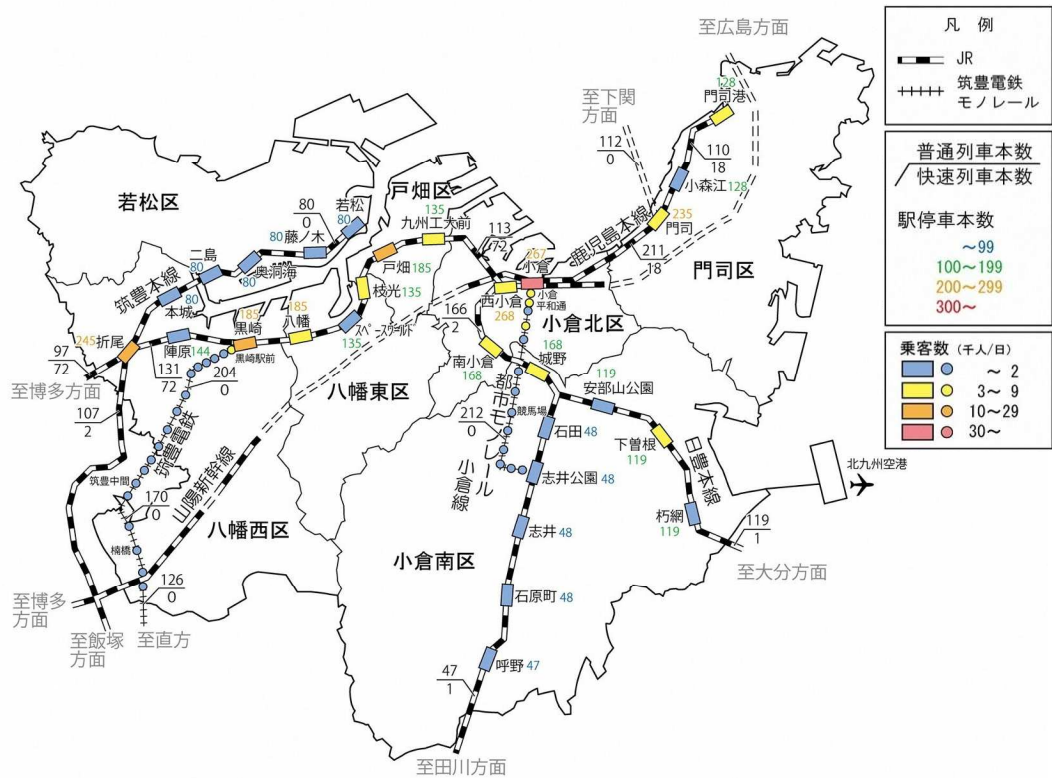 至広島方面
凡 例
JR
筑豊電鉄
モノレール
普通列車本数
快速列車本数
駅停車本数
～99
100～199
200～299
300～
乗客数 (千人/日)
～ 2
3～ 9
10～29
30～
至下関
方面
112
0
128
門司港
110
18
小森江 128
235
門司
211
18
鹿児島本線
門司区
若松区
戸畑区
80
0
若松
80
80 藤ノ木
二島
80
奥洞海
80
筑豊本線
本城
80
135
九州工大前
113
72
戸畑 185
枝光
135
267
小倉
小倉
平和通
西小倉
268
小倉北区
166
2
168
城野
南小倉
168
185
八幡
185
黒崎
黒崎駅前
スペースワールド
135
245 折尾
陣原 144
97
72
至博多方面
131
72
204
0
107
2
八幡東区
119
安部山公園
都市モノレール
小倉線
競馬場
212
0
石田 48
下曽根
119
日豊本線
志井公園 48
北九州空港
筑豊電鉄
筑豊中間
170
0
山陽新幹線
八幡西区
志井 48
朽網
119
119
1
至大分方面
小倉南区
楠橋
126
0
石原町 48
至博多
方面
至飯塚
方面
至直方
呼野 47
47
1
至田川方面